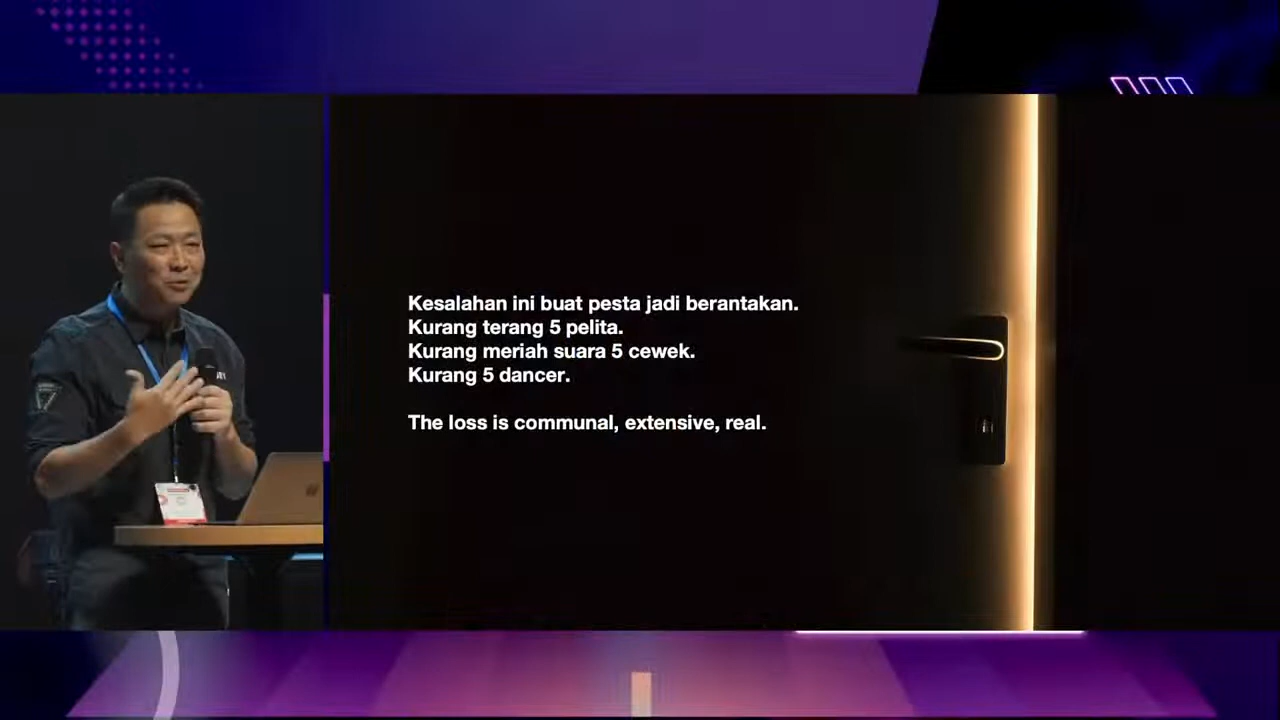 Kesalahan ini buat pesta jadi berantakan.
Kurang terang 5 pelita.
Kurang meriah suara 5 cewek.
Kurang 5 dancer.
The loss is communal, extensive, real.